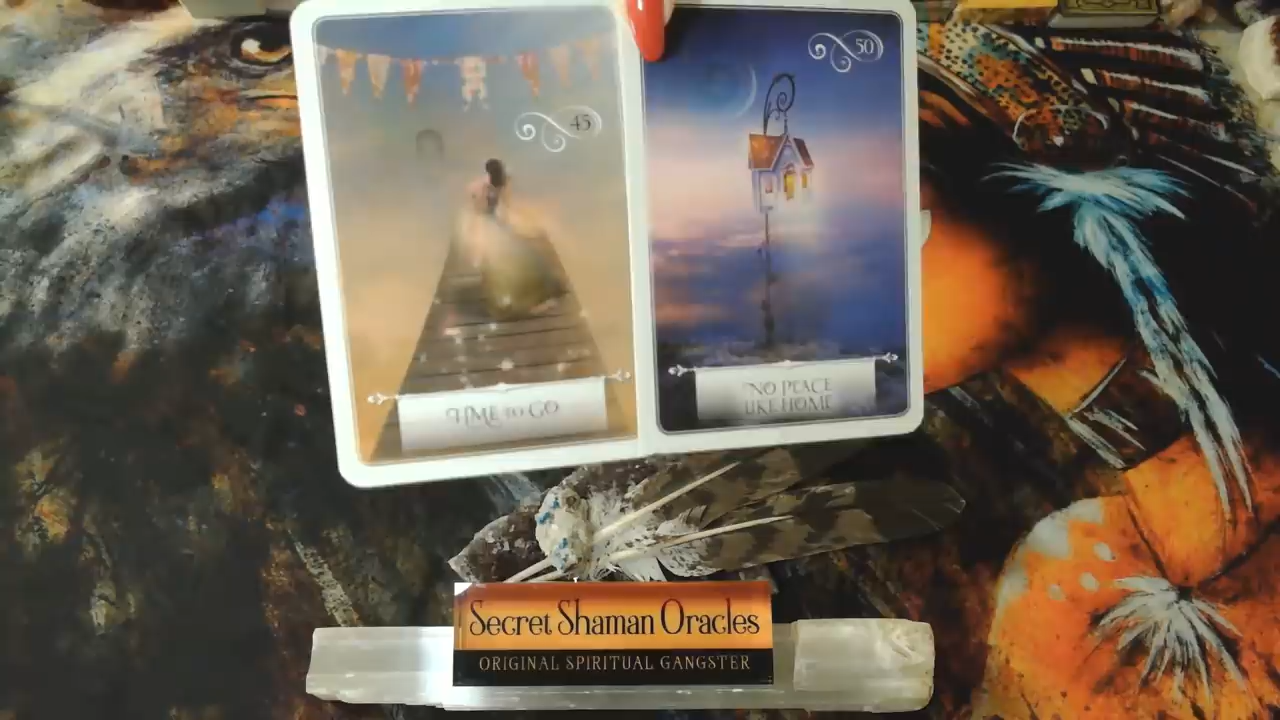 45
50
TIME TO GO
NO PLACE
LIKE HOME
Secret Shaman Oracles
ORIGINAL SPIRITUAL GANGSTER